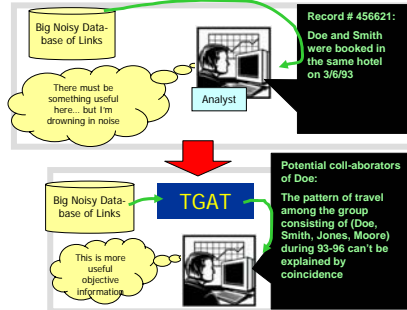 Big Noisy Data-
base of Links
Record # 456621:
Doe and Smith
were booked in
the same hotel
on 3/6/93
There must be
something useful
here... but I'm
drowning in noise
Analyst
Big Noisy Data-
base of Links
TGAT
Potential coll-aborators
of Doe:
The pattern of travel
among the group
consisting of (Doe,
Smith, Jones, Moore)
during 93-96 can't be
explained by
coincidence
This is more
useful
objective
information